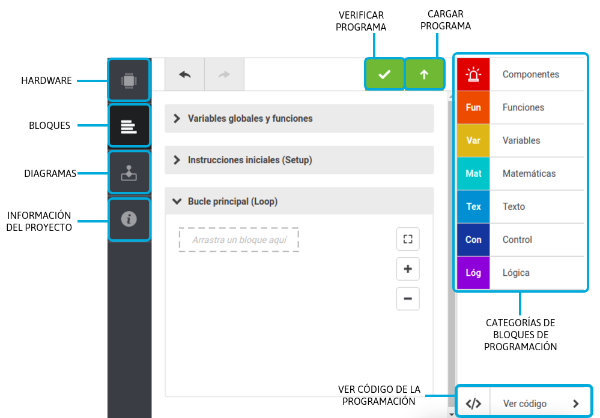 VERIFICAR
PROGRAMA
CARGAR
PROGRAMA
HARDWARE
BLOQUES
DIAGRAMAS
INFORMACIÓN
DEL PROYECTO
Variables globales y funciones
Instrucciones iniciales (Setup)
Bucle principal (Loop)
Arrastra un bloque aquí
Componentes
Fun Funciones
Var Variables
Mat Matemáticas
Tex Texto
Con Control
Lóg Lógica
CATEGORÍAS DE
BLOQUES DE
PROGRAMACIÓN
VER CÓDIGO DE LA
PROGRAMACIÓN
</> Ver código